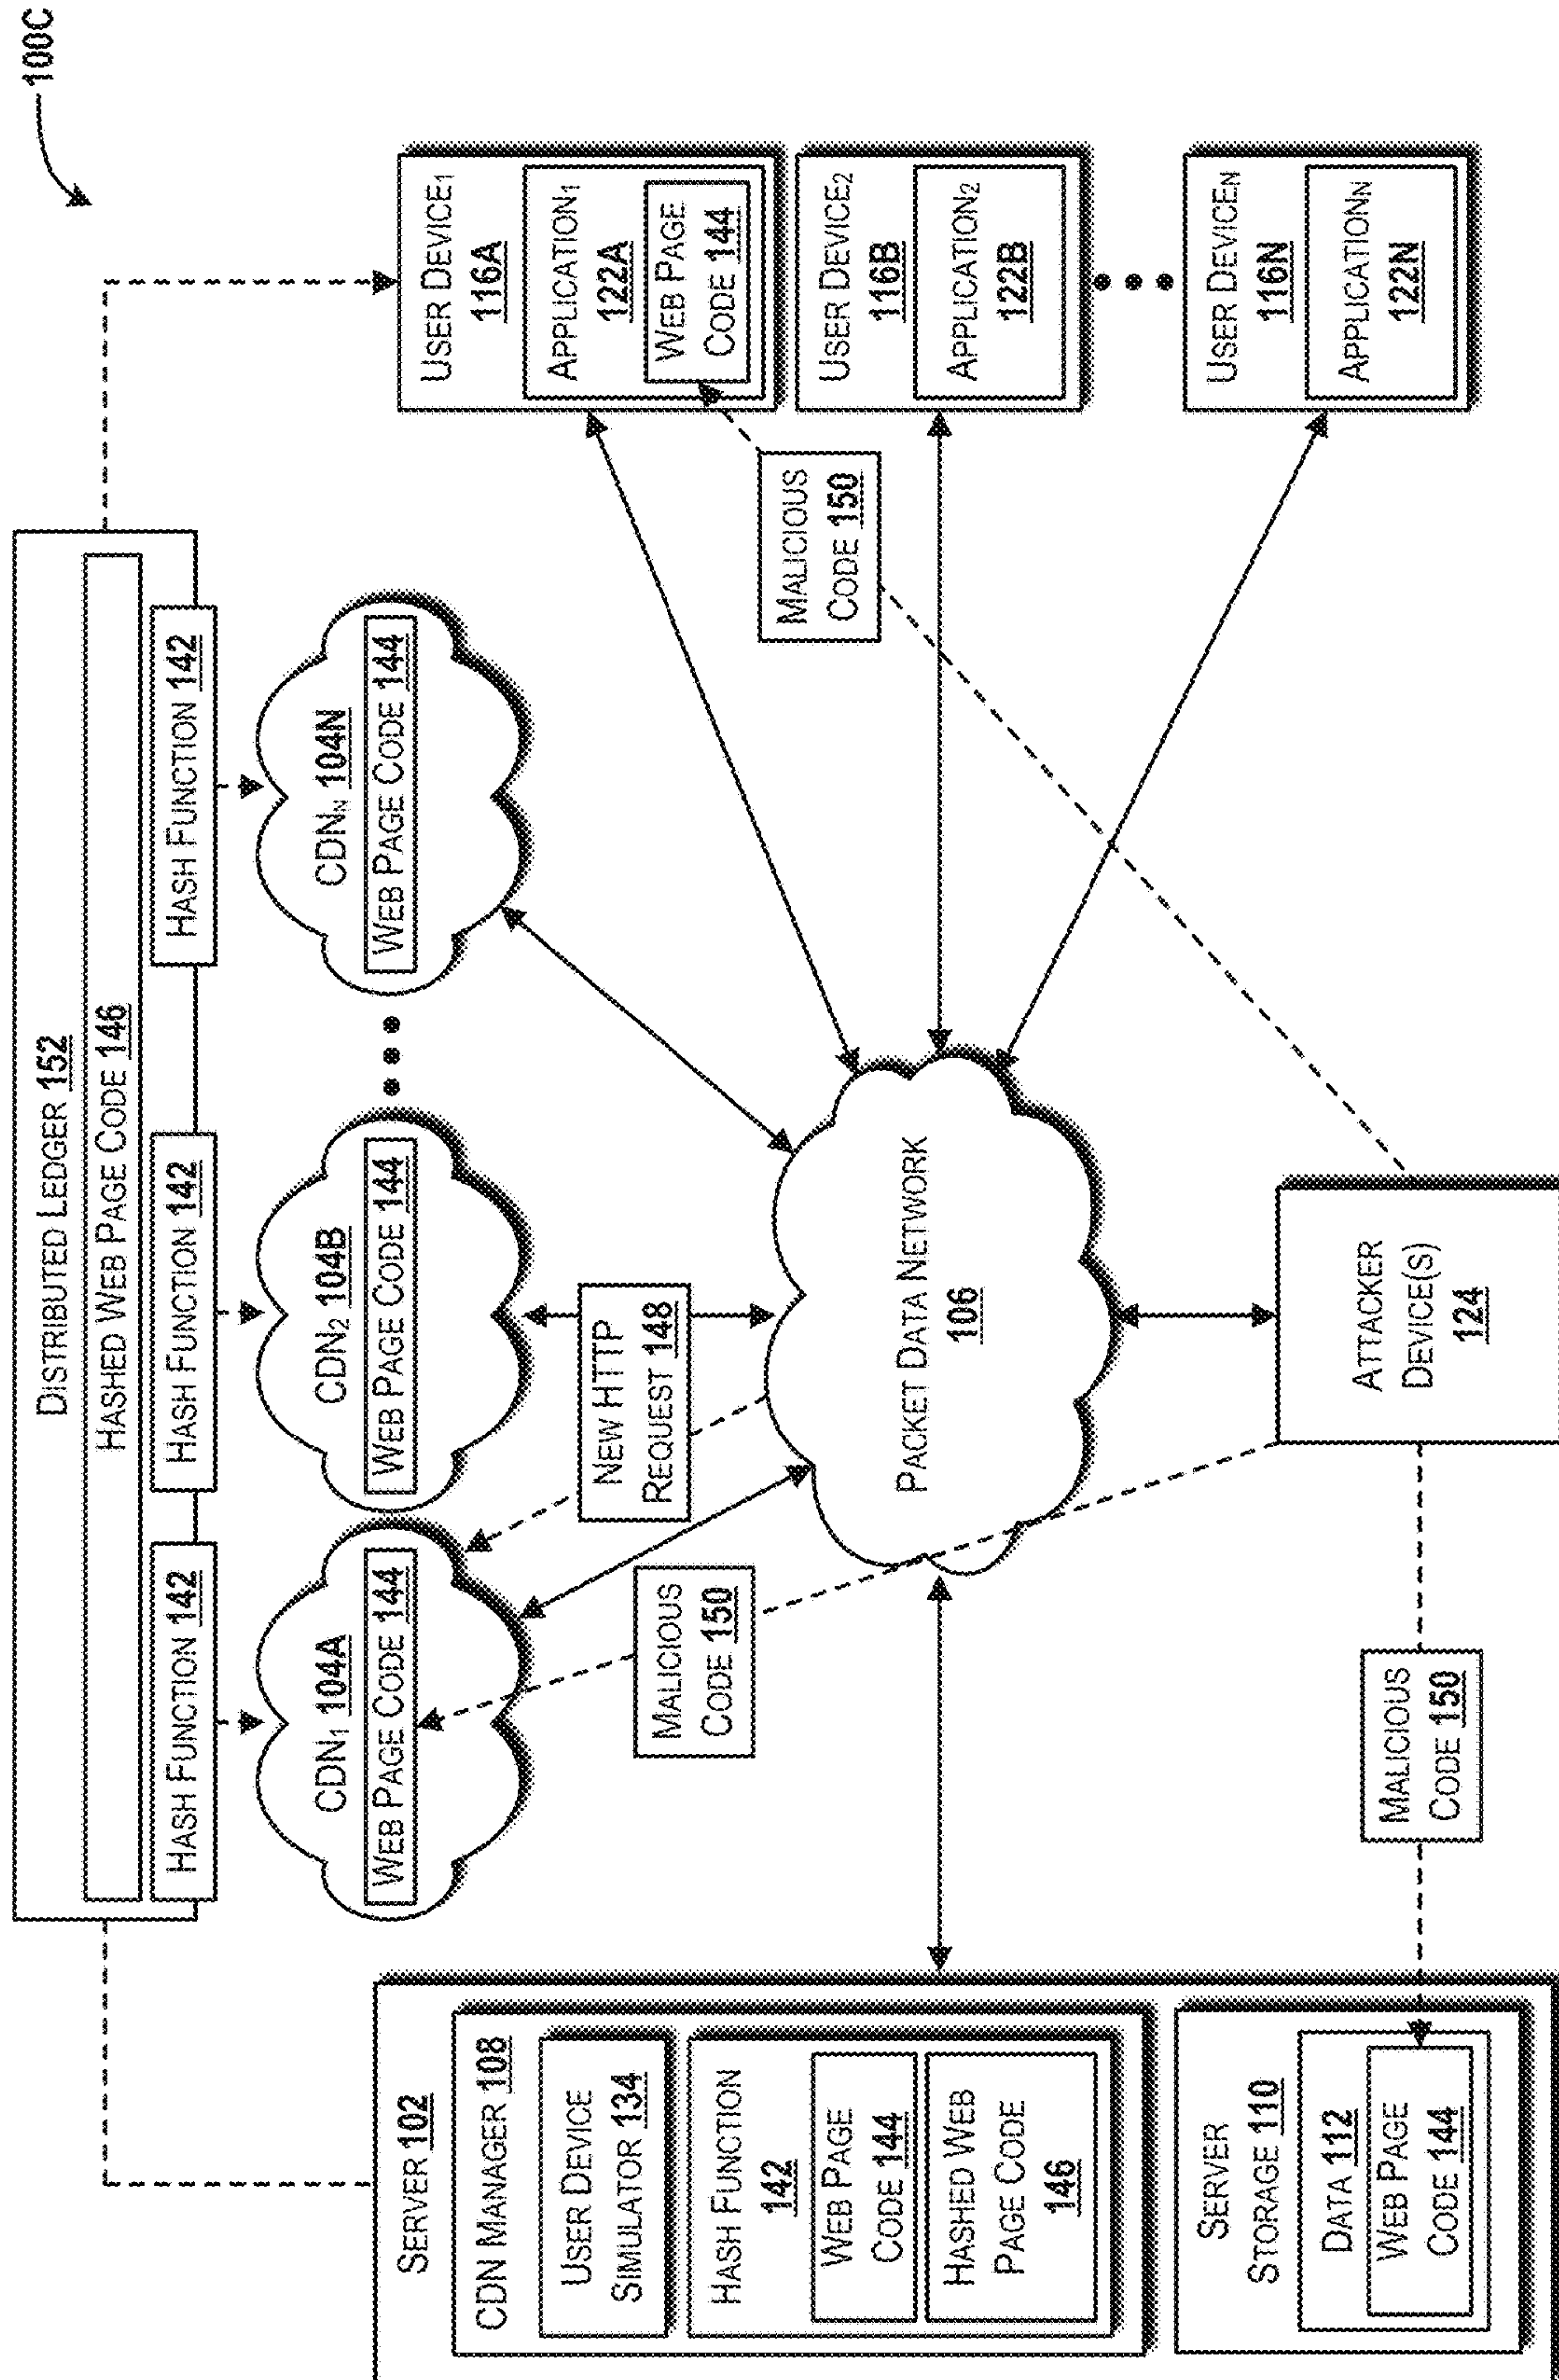 100C
DISTRIBUTED LEDGER 152
HASHED WEB PAGE CODE 146
HASH FUNCTION 142
HASH FUNCTION 142
HASH FUNCTION 142
CDN1 104A
WEB PAGE CODE 144
CDN2 104B
WEB PAGE CODE 144
CDNN 104N
WEB PAGE CODE 144
NEW HTTP
REQUEST 148
MALICIOUS
CODE 150
SERVER 102
CDN MANAGER 108
USER DEVICE
SIMULATOR 134
HASH FUNCTION
142
WEB PAGE
CODE 144
HASHED WEB
PAGE CODE
146
SERVER
STORAGE 110
DATA 112
WEB PAGE
CODE 144
MALICIOUS
CODE 150
PACKET DATA NETWORK
106
ATTACKER
DEVICE(S)
124
MALICIOUS
CODE 150
USER DEVICE1
116A
APPLICATION1
122A
WEB PAGE
CODE 144
USER DEVICE2
116B
APPLICATION2
122B
USER DEVICEN
116N
APPLICATIONN
122N